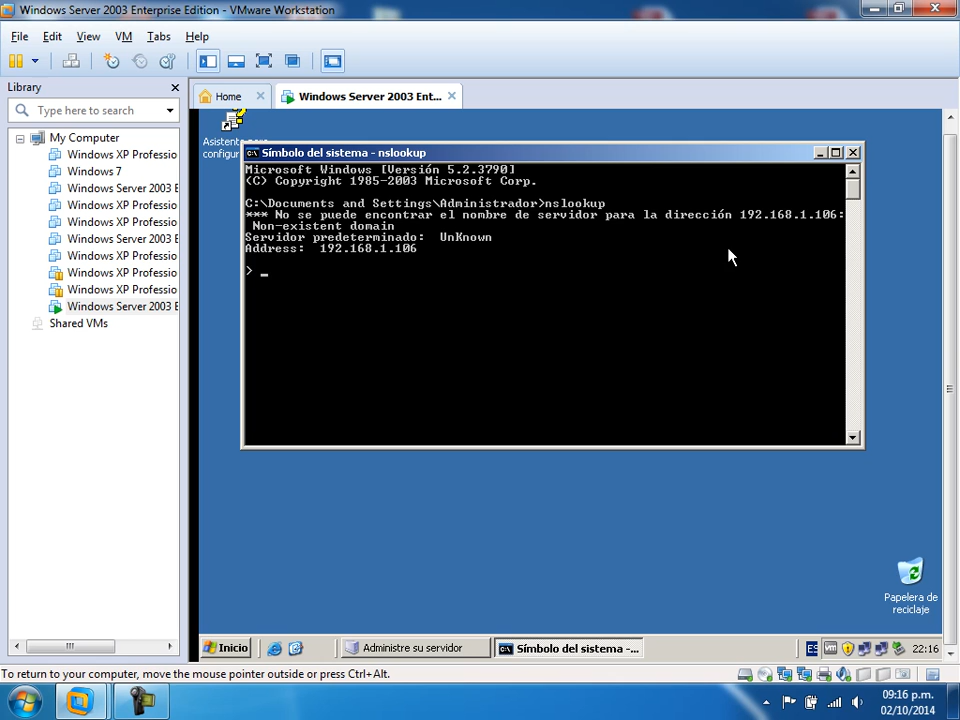 Windows Server 2003 Enterprise Edition - VMware Workstation
File Edit View VM Tabs Help
Library
Type here to search
My Computer
Windows XP Professio
Windows 7
Windows Server 2003 E
Windows XP Professio
Windows XP Professio
Windows Server 2003 E
Windows XP Professio
Windows XP Professio
Windows XP Professio
Windows Server 2003 E
Shared VMs
Home
Windows Server 2003 Ent...
Asistente para
configur
Símbolo del sistema - nslookup
Microsoft Windows [Versión 5.2.3790]
(C) Copyright 1985-2003 Microsoft Corp.
C:\Documents and Settings\Administrador>nslookup
*** No se puede encontrar el nombre de servidor para la dirección 192.168.1.106:
Non-existent domain
Servidor predeterminado: UnKnown
Address: 192.168.1.106
> _
Papelera de
reciclaje
Inicio
Administre su servidor
Símbolo del sistema -...
ES
22:16
To return to your computer, move the mouse pointer outside or press Ctrl+Alt.
09:16 p.m.
02/10/2014